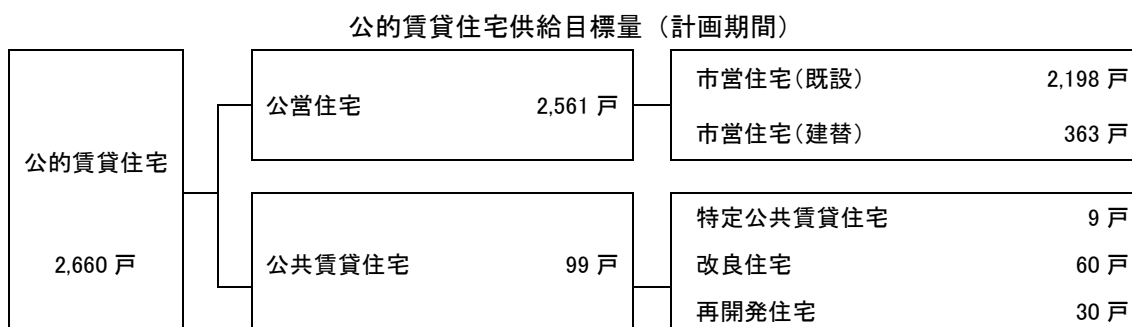 公的賃貸住宅供給目標量（計画期間）
公的賃貸住宅
2,660 戸
公営住宅 2,561 戸
市営住宅（既設） 2,198 戸
市営住宅（建替） 363 戸
公共賃貸住宅 99 戸
特定公共賃貸住宅 9 戸
改良住宅 60 戸
再開発住宅 30 戸